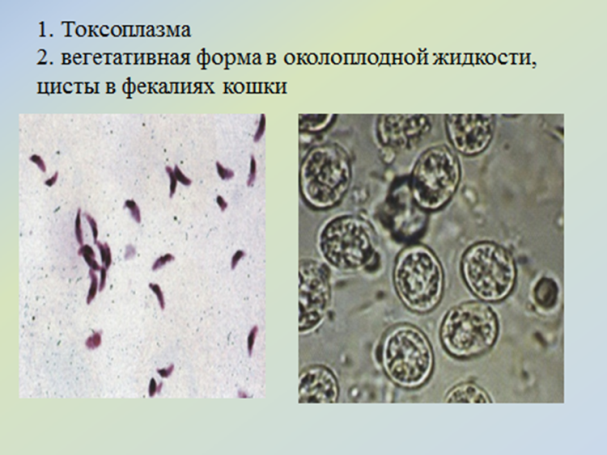 1. Токсоплазма
2. вегетативная форма в околоплодной жидкости,
цисты в фекалиях кошки